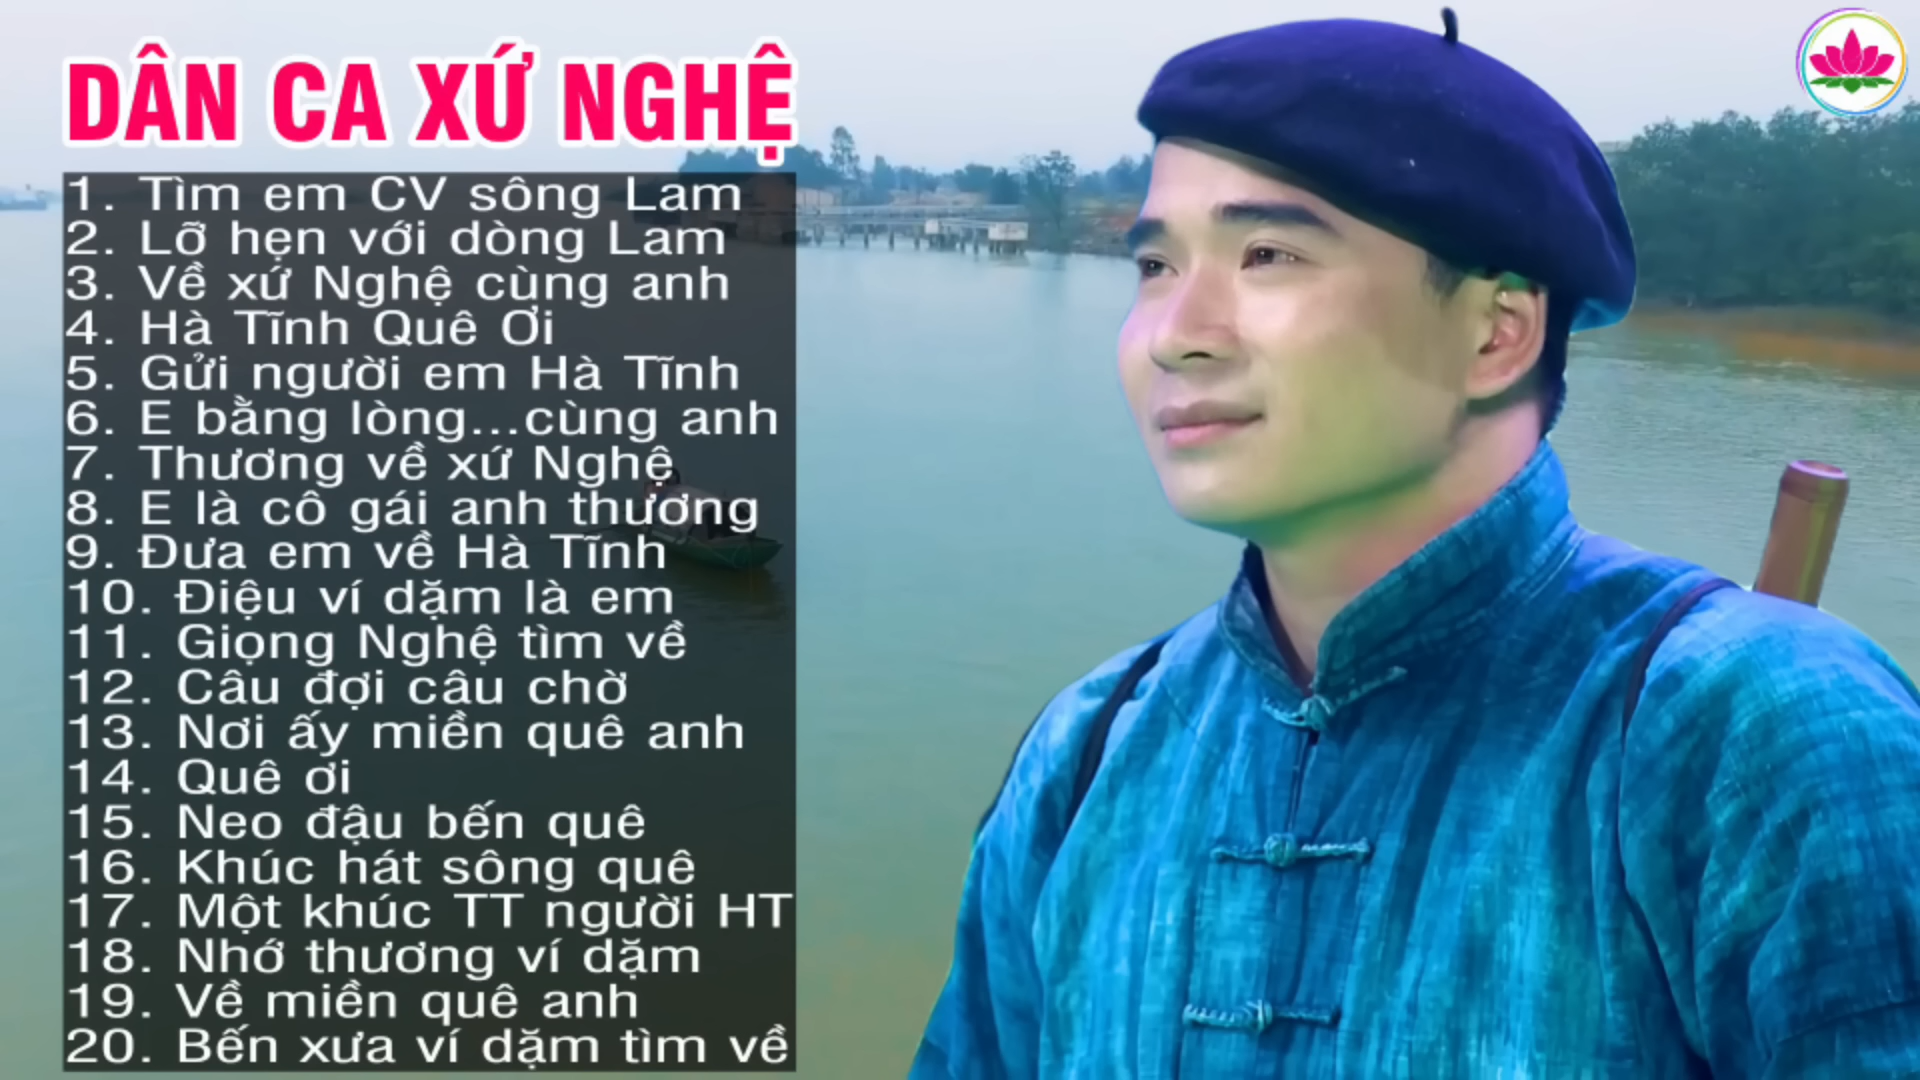 DÂN CA XỨ NGHỆ
1. Tìm em CV sông Lam
2. Lỡ hẹn với dòng Lam
3. Về xứ Nghệ cùng anh
4. Hà Tĩnh Quê Ơi
5. Gửi người em Hà Tĩnh
6. E bằng lòng...cùng anh
7. Thương về xứ Nghệ
8. E là cô gái anh thương
9. Đưa em về Hà Tĩnh
10. Điệu ví dặm là em
11. Giọng Nghệ tìm về
12. Câu đợi câu chờ
13. Nơi ấy miền quê anh
14. Quê ơi
15. Neo đậu bến quê
16. Khúc hát sông quê
17. Một khúc TT người HT
18. Nhớ thương ví dặm
19. Về miền quê anh
20. Bến xưa ví dặm tìm về